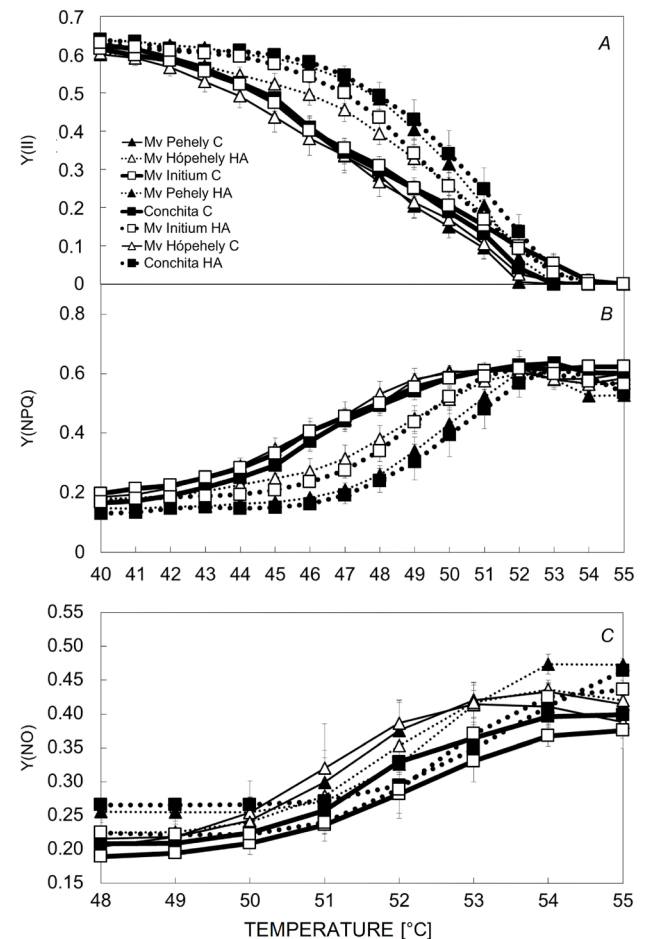 0.7
A
0.6
0.5
0.4
0.3
0.2
0.1
0
Y(II)
Mv Pehely C
Mv Hópehely HA
Mv Initium C
Mv Pehely HA
Conchita C
Mv Initium HA
Mv Hópehely C
Conchita HA
B
0.8
0.6
0.4
0.2
0
Y(NPQ)
40 41 42 43 44 45 46 47 48 49 50 51 52 53 54 55
C
0.55
0.50
0.45
0.40
0.35
0.30
0.25
0.20
0.15
Y(NO)
48 49 50 51 52 53 54 55
TEMPERATURE [°C]